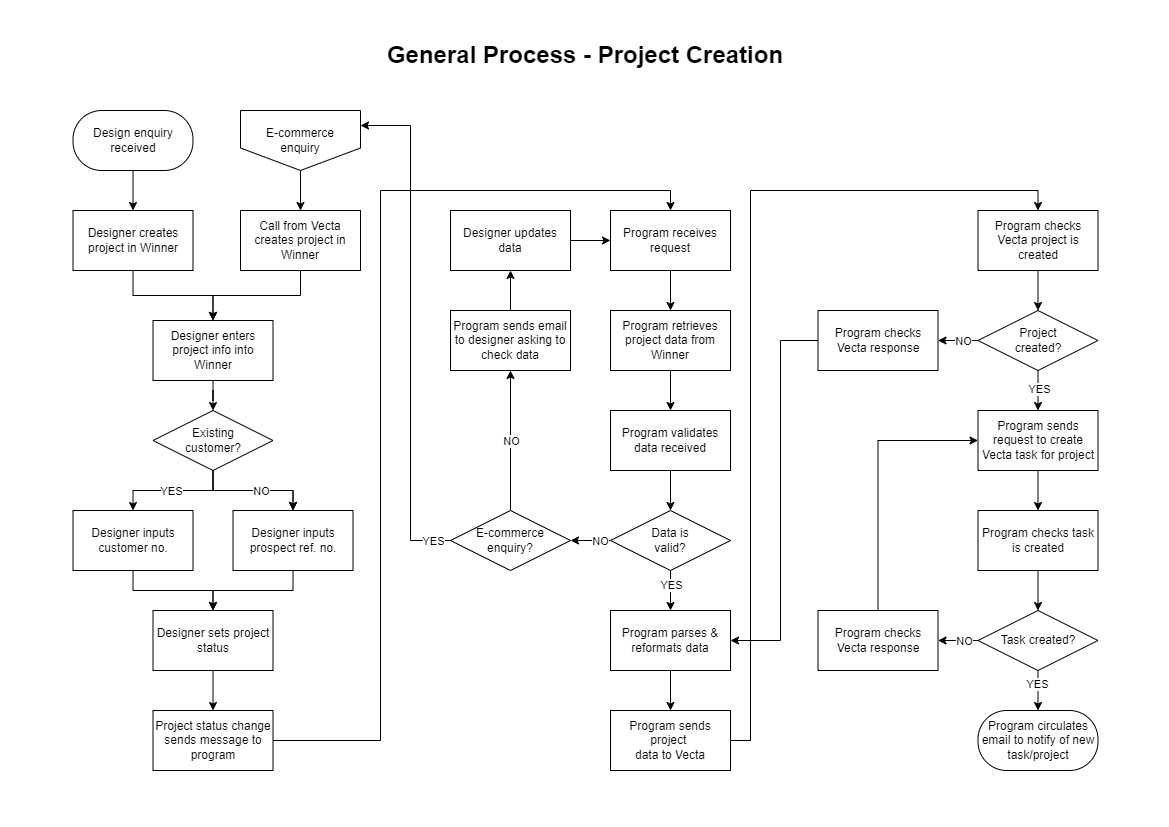 General Process - Project Creation
Design enquiry
received
E-commerce
enquiry
Designer creates
project in Winner
Call from Vecta
creates project in
Winner
Designer enters
project info into
Winner
Existing
customer?
YES
NO
Designer inputs
customer no.
Designer inputs
prospect ref. no.
Designer sets project
status
Project status change
sends message to
program
Designer updates
data
Program receives
request
Program sends email
to designer asking to
check data
Program retrieves
project data from
Winner
NO
Program validates
data received
YES
E-commerce
enquiry?
NO
Data is
valid?
YES
Program parses &
reformats data
Program sends
project
data to Vecta
Program checks
Vecta project is
created
Program checks
Vecta response
NO
Project
created?
YES
Program sends
request to create
Vecta task for project
Program checks task
is created
Program checks
Vecta response
NO
Task created?
YES
Program circulates
email to notify of new
task/project